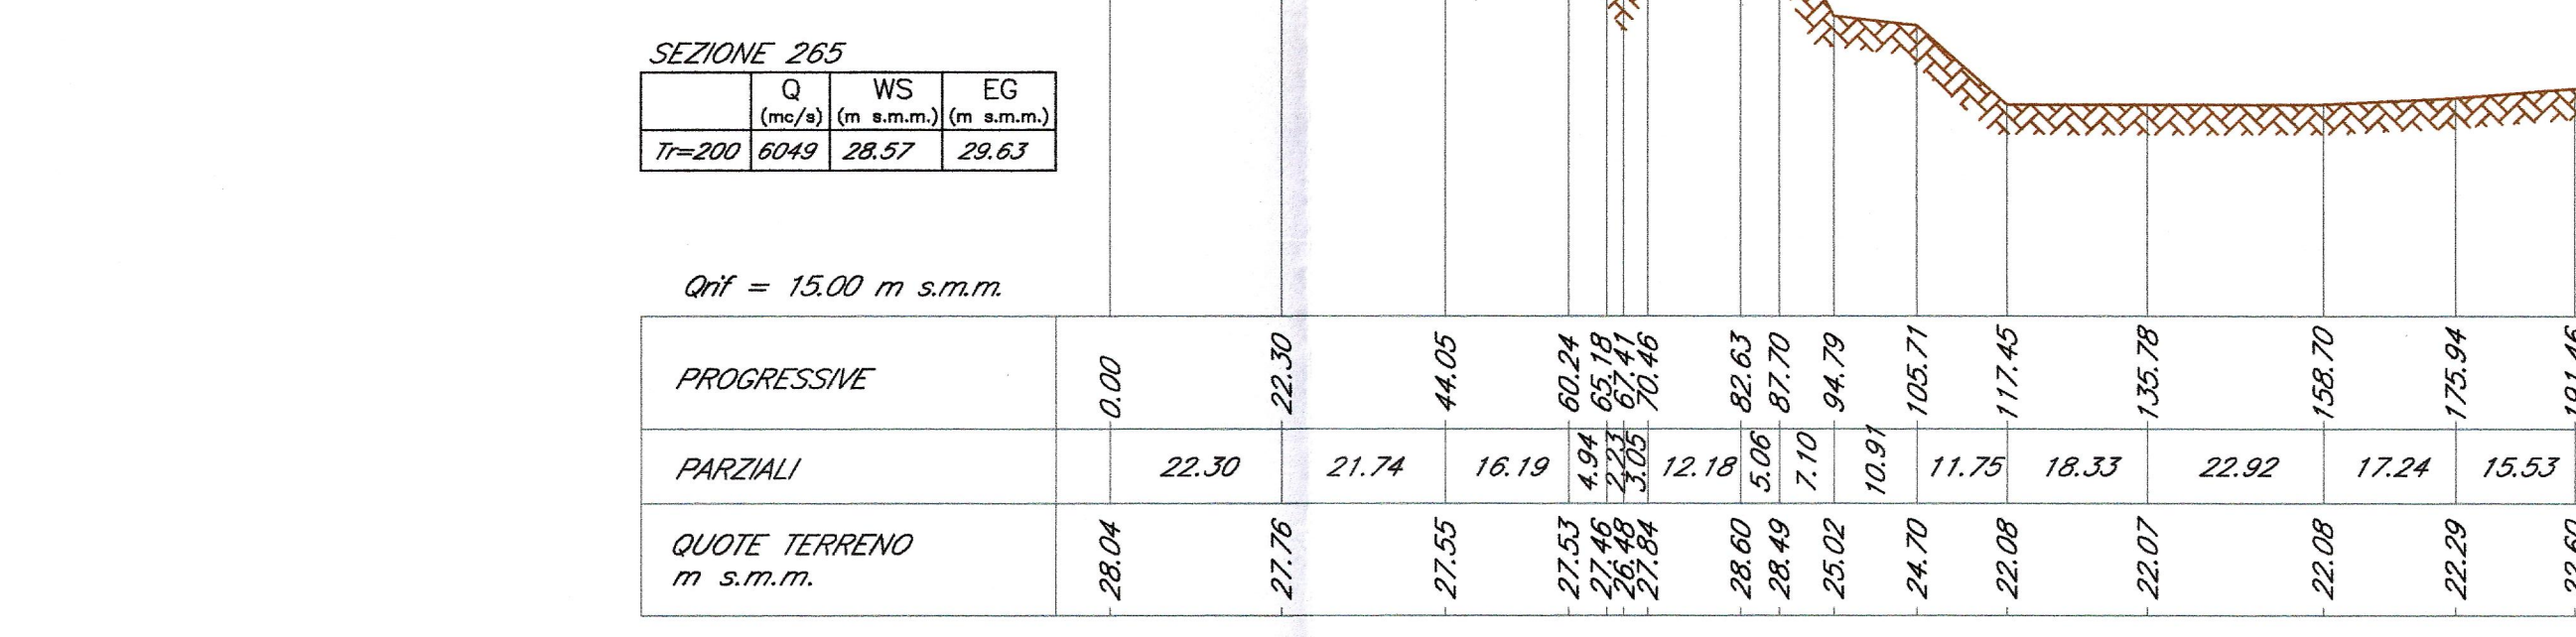 SEZIONE 265
Q WS EG
(mc/s) (m s.m.m.) (m s.m.m.)
Tr=200 6049 28.57 29.63
Qrif = 15.00 m s.m.m.
PROGRESSIVE 0.00 22.30 44.05 60.24 65.18 67.41 70.46 82.63 87.70 94.79 105.71 117.45 135.78 158.70 175.94
PARZIALI 22.30 21.74 16.19 4.94 2.23 3.05 12.18 5.06 7.10 10.91 11.75 18.33 22.92 17.24 15.53
QUOTE TERRENO 28.04 27.76 27.55 27.53 27.46 26.48 27.84 28.60 28.49 25.02 24.70 22.08 22.07 22.08 22.29
m s.m.m.